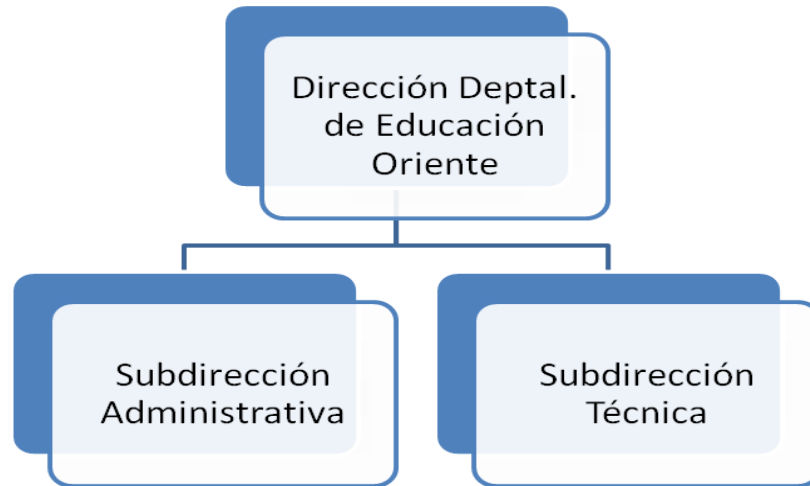 Dirección Deptal.
de Educación
Oriente
Subdirección
Administrativa
Subdirección
Técnica